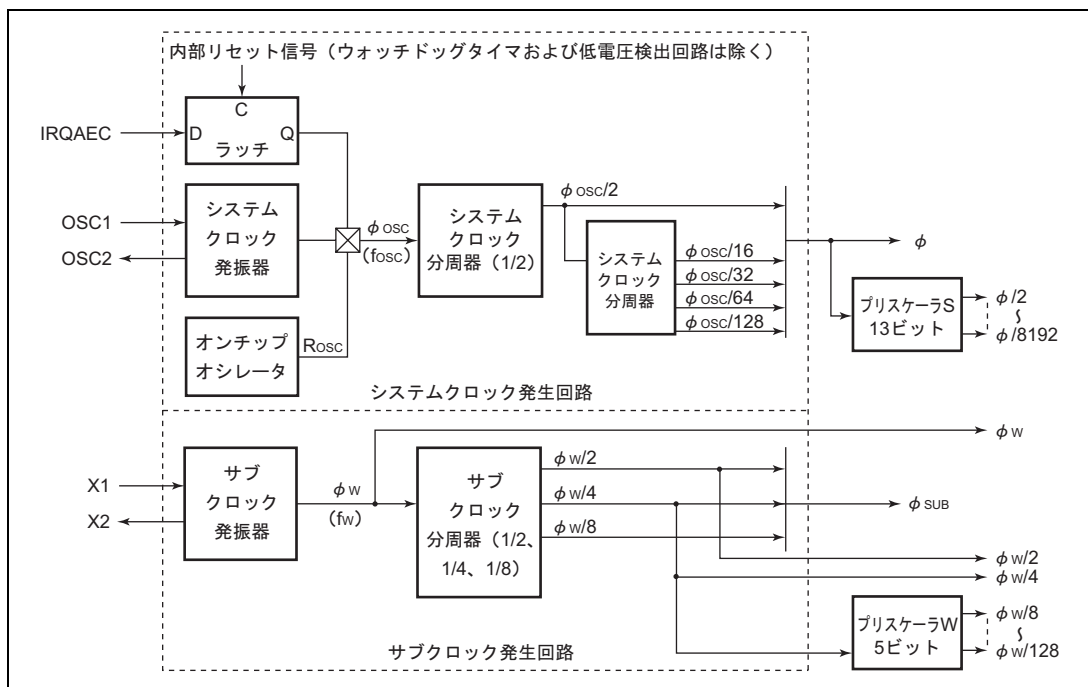 内部リセット信号（ウォッチドッグタイマおよび低電圧検出回路は除く）
IRQAEC
C
D
Q
ラッチ
OSC1
OSC2
システム
クロック
発振器
φOSC
(fOSC)
システム
クロック
分周器（1/2）
φOSC/2
システム
クロック
分周器
φOSC/16
φOSC/32
φOSC/64
φOSC/128
φ
プリスケーラS
13ビット
φ/2
～
φ/8192
オンチップ
オシレータ
ROSC
システムクロック発生回路
X1
X2
サブ
クロック
発振器
φW
(fW)
サブ
クロック
分周器（1/2、
1/4、1/8）
φW/2
φW/4
φW/8
φW
φSUB
φW/2
φW/4
プリスケーラW
5ビット
φW/8
～
φW/128
サブクロック発生回路